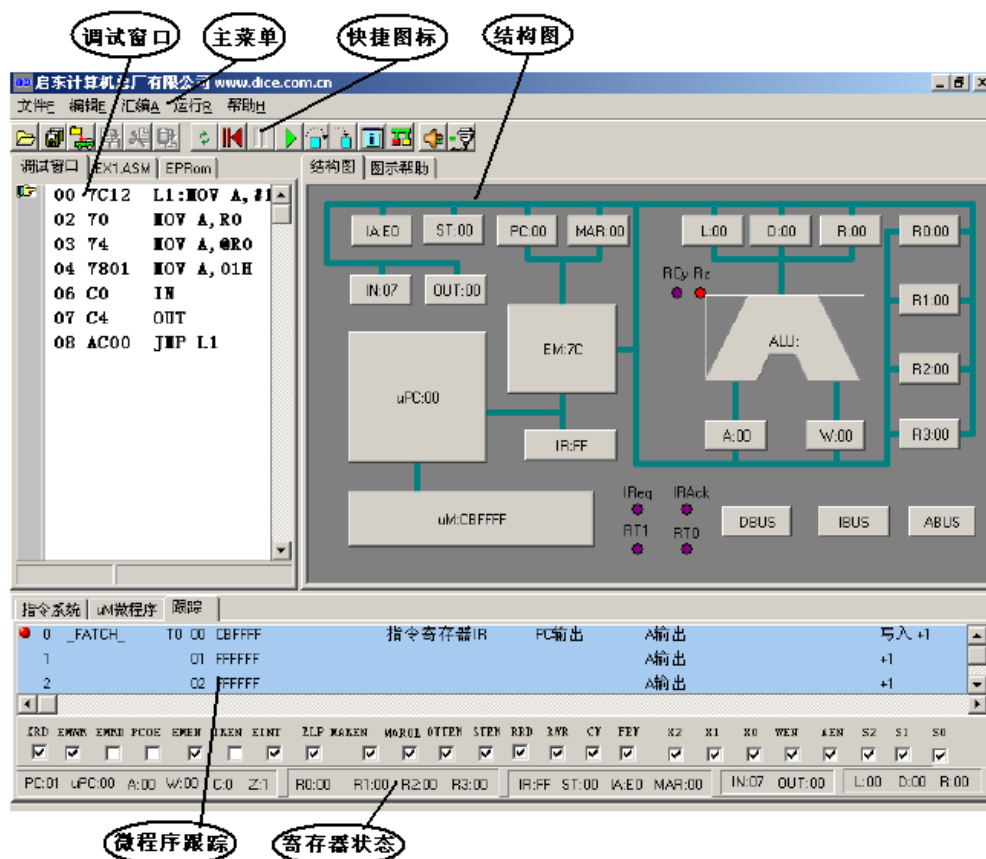 调试窗口 主菜单 快捷图标 结构图
启东计算机总厂有限公司 www.dice.com.cn
文件F 编辑E 汇编A 运行R 帮助H
调试窗口 EX1.ASM EPRom
结构图 图示帮助
00 7C12 L1:MOV A,#1
02 70 MOV A,R0
03 74 MOV A,@R0
04 7801 MOV A,01H
06 C0 IN
07 C4 OUT
08 AC00 JMP L1
IA:E0 ST:00 PC:00 MAR:00 L:00 D:00 R:00 R0:00
IN:07 OUT:00 RCy Rz R1:00
uPC:00 EM:7C ALU: R2:00
IR:FF A:00 W:00 R3:00
uM:CBFFFF IReq IRAck DBUS IBUS ABUS
RT1 RT0
指令系统 uM微程序 跟踪
0 _FATCH_ T0 00 CBFFFF 指令寄存器IR PC输出 A输出 写入 +1
1 01 FFFFFF A输出 +1
2 02 FFFFFF A输出 +1
EMWR EMRD PCOE EMEN IREN EINT ELP MAREN MAROE OUTEN STEN RRD RWR CN FEN X2 X1 X0 WEN AEN S2 S1 S0
PC:01 uPC:00 A:00 W:00 C:0 Z:1 R0:00 R1:00 R2:00 R3:00 IR:FF ST:00 IA:E0 MAR:00 IN:07 OUT:00 L:00 D:00 R:00
微程序跟踪 寄存器状态